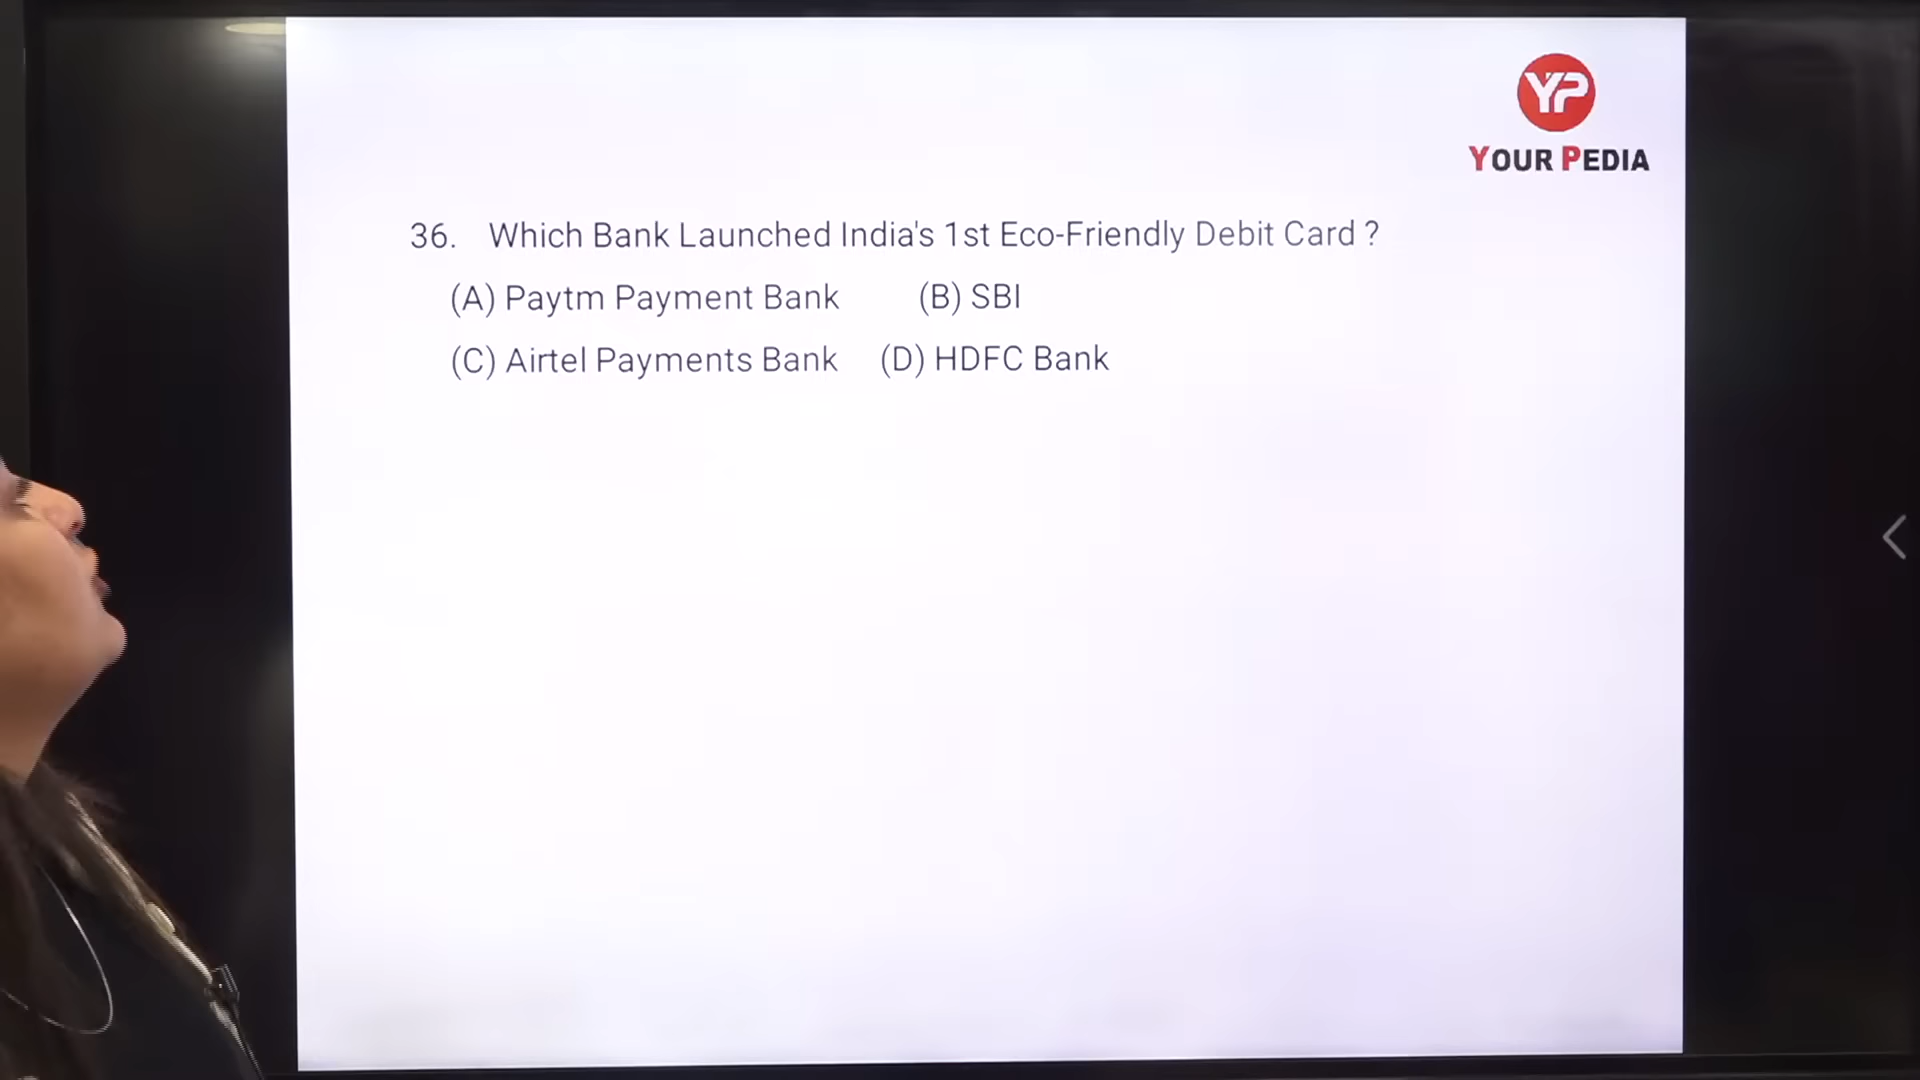 YP
YOUR PEDIA
36. Which Bank Launched India's 1st Eco-Friendly Debit Card ?
(A) Paytm Payment Bank (B) SBI
(C) Airtel Payments Bank (D) HDFC Bank